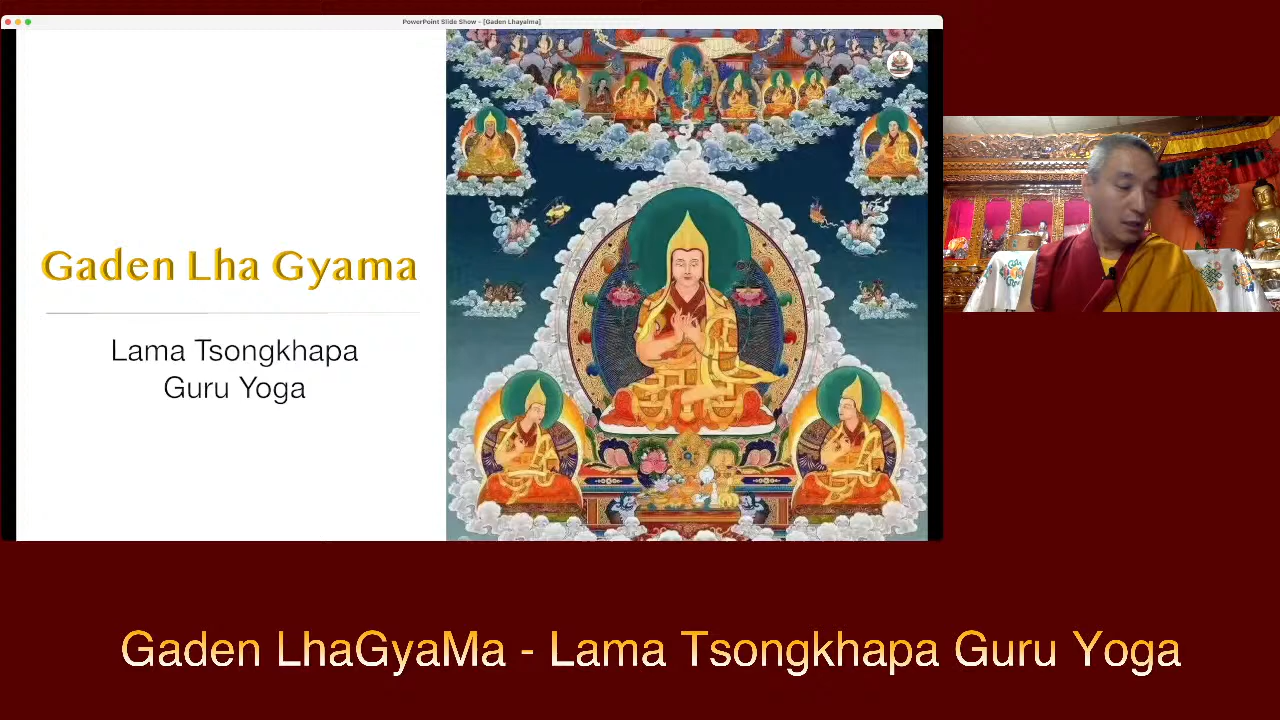 PowerPoint Slide Show - [Gaden Lhayalma]
Gaden Lha Gyama
Lama Tsongkhapa
Guru Yoga
Gaden LhaGyaMa - Lama Tsongkhapa Guru Yoga